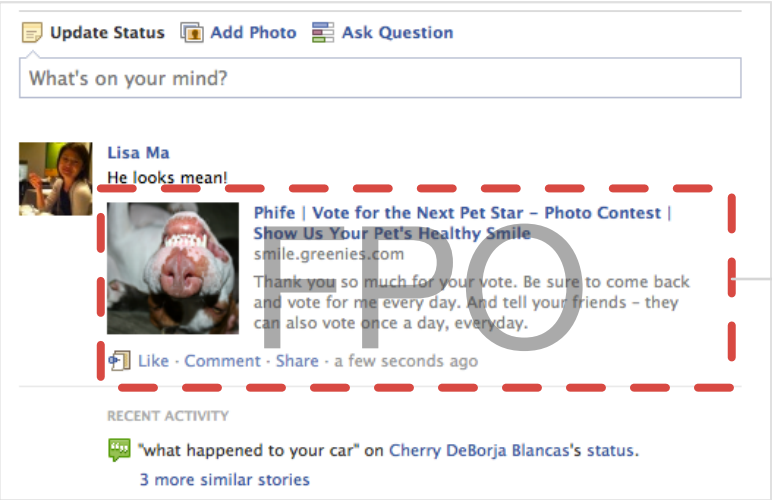 Update Status Add Photo Ask Question
What's on your mind?
Lisa Ma
He looks mean!
Phife | Vote for the Next Pet Star – Photo Contest |
Show Us Your Pet's Healthy Smile
smile.greenies.com
Thank you so much for your vote. Be sure to come back
and vote for me every day. And tell your friends – they
can also vote once a day, everyday.
FPO
Like · Comment · Share · a few seconds ago
RECENT ACTIVITY
"what happened to your car" on Cherry DeBorja Blancas's status.
3 more similar stories